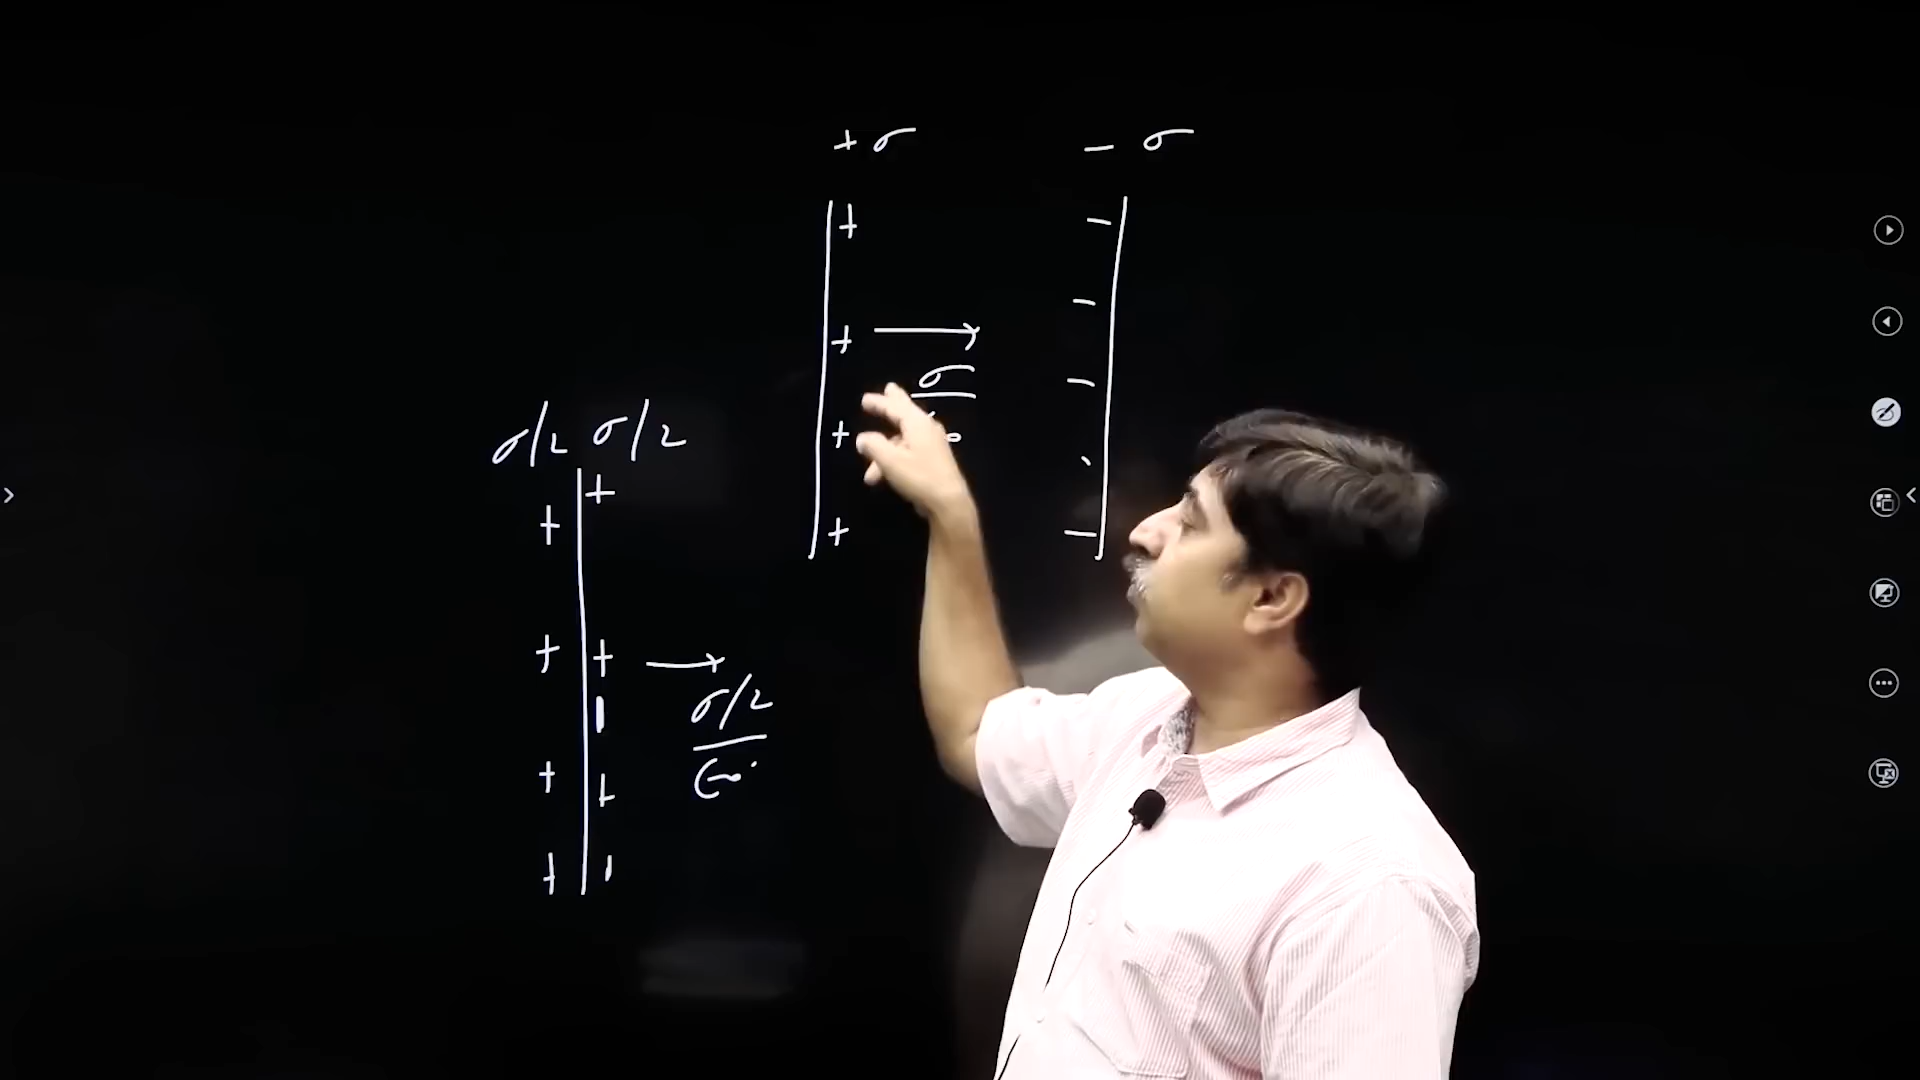 +σ − σ
+ −
−
+ →
σ
−
+
σ/2 σ/2
+
+
+ −
+ + →
σ/2
ϵ₀
+ +
+